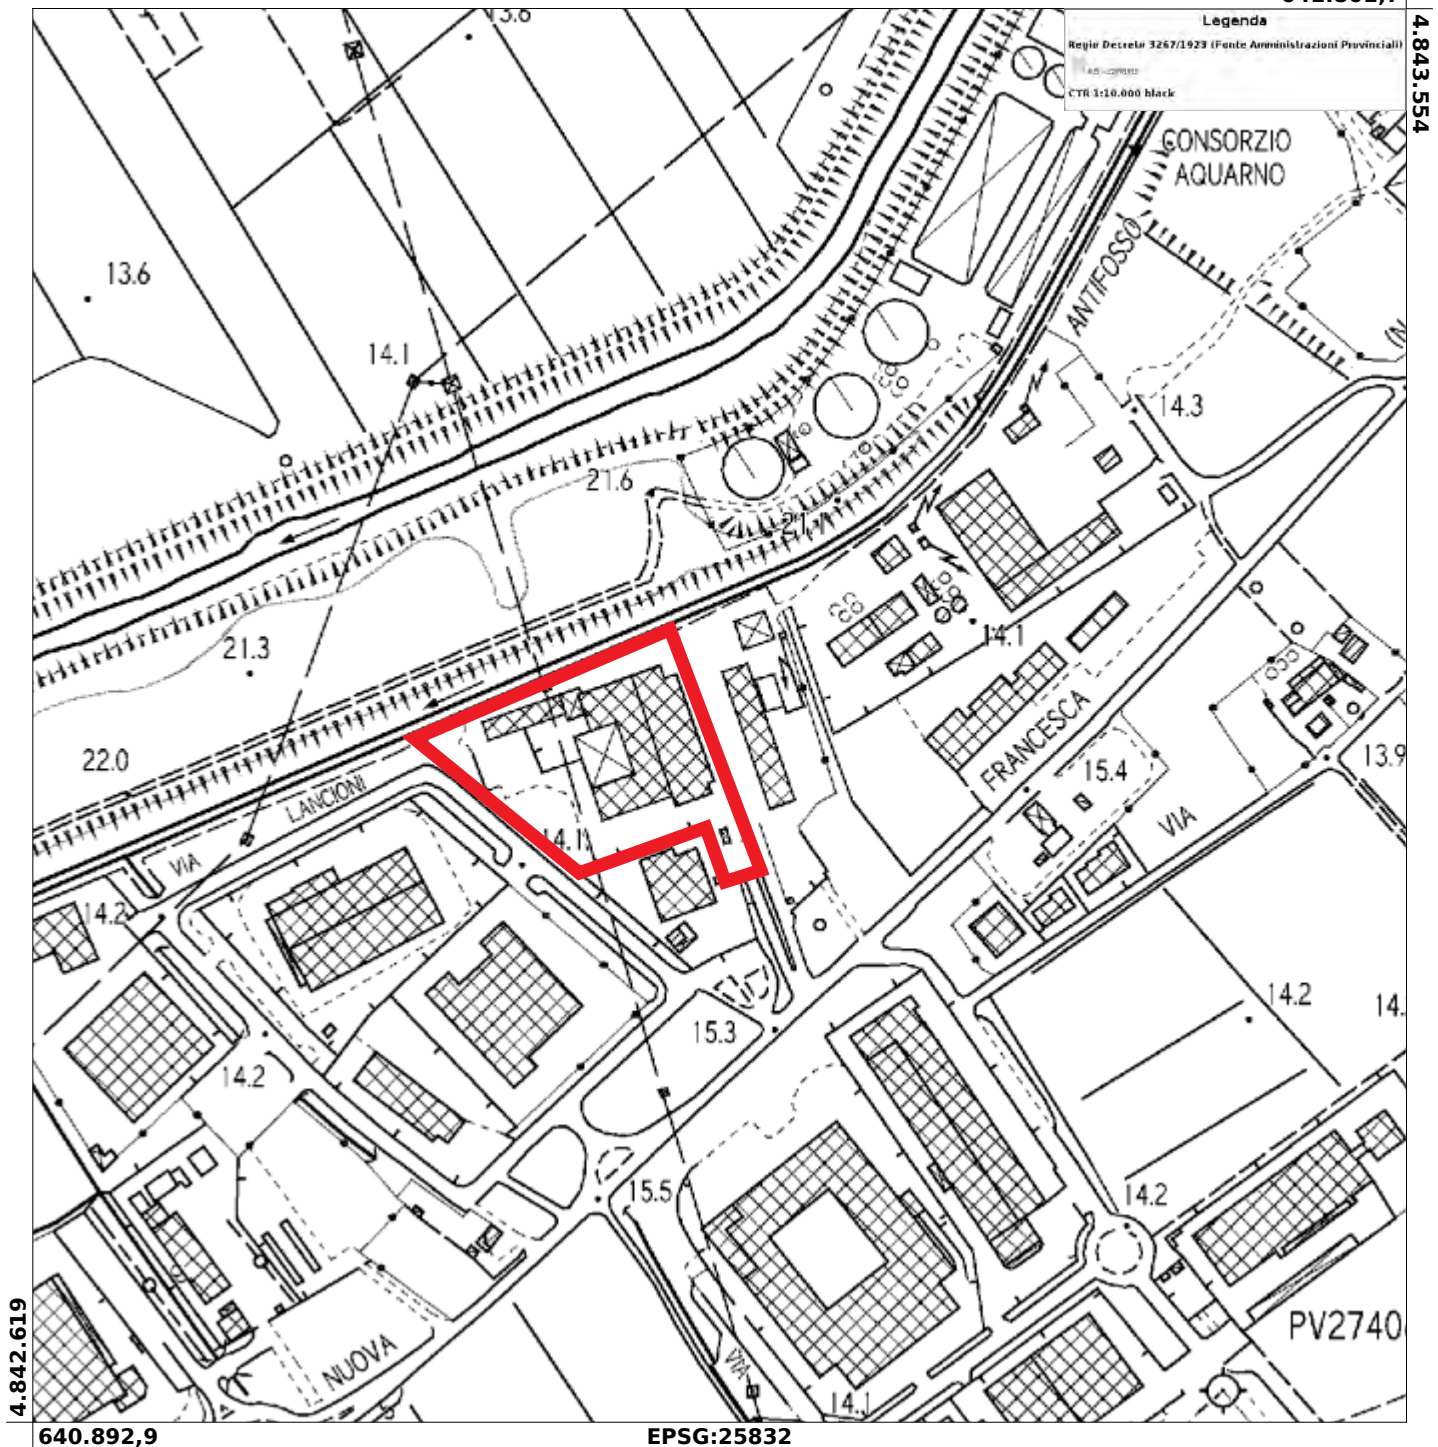 Legenda
Regio Decreto 3267/1923 (Fonte Amministrazioni Provinciali)
CTR 1:10.000 black
4.843.554
CONSORZIO
AQUARNO
13.6
ANTIFOSSO
14.1
14.3
21.6
21.3
14.1
22.0
LANCIONI
FRANCESCA
15.4
13.9
VIA
VIA
14.1
14.2
14.2
15.3
14.2
15.5
14.2
4.842.619
NUOVA
VIA
14.1
PV2740
640.892,9
EPSG:25832